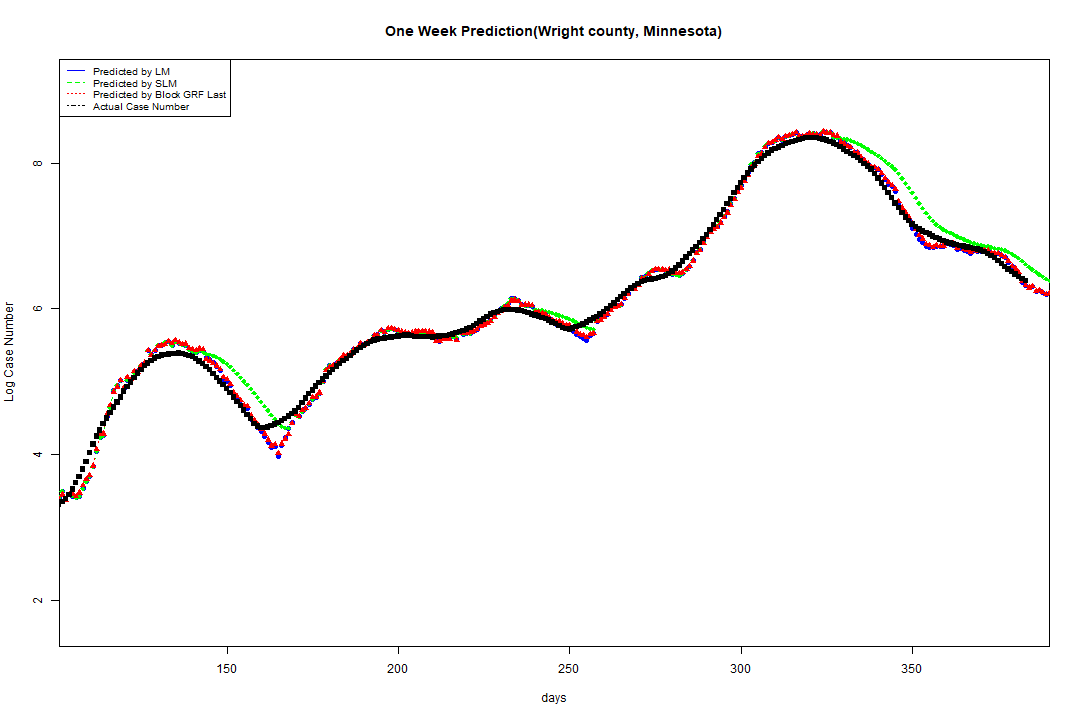 One Week Prediction(Wright county, Minnesota)
Predicted by LM
Predicted by SLM
Predicted by Block GRF Last
Actual Case Number
Log Case Number
8
6
4
2
150 200 250 300 350
days